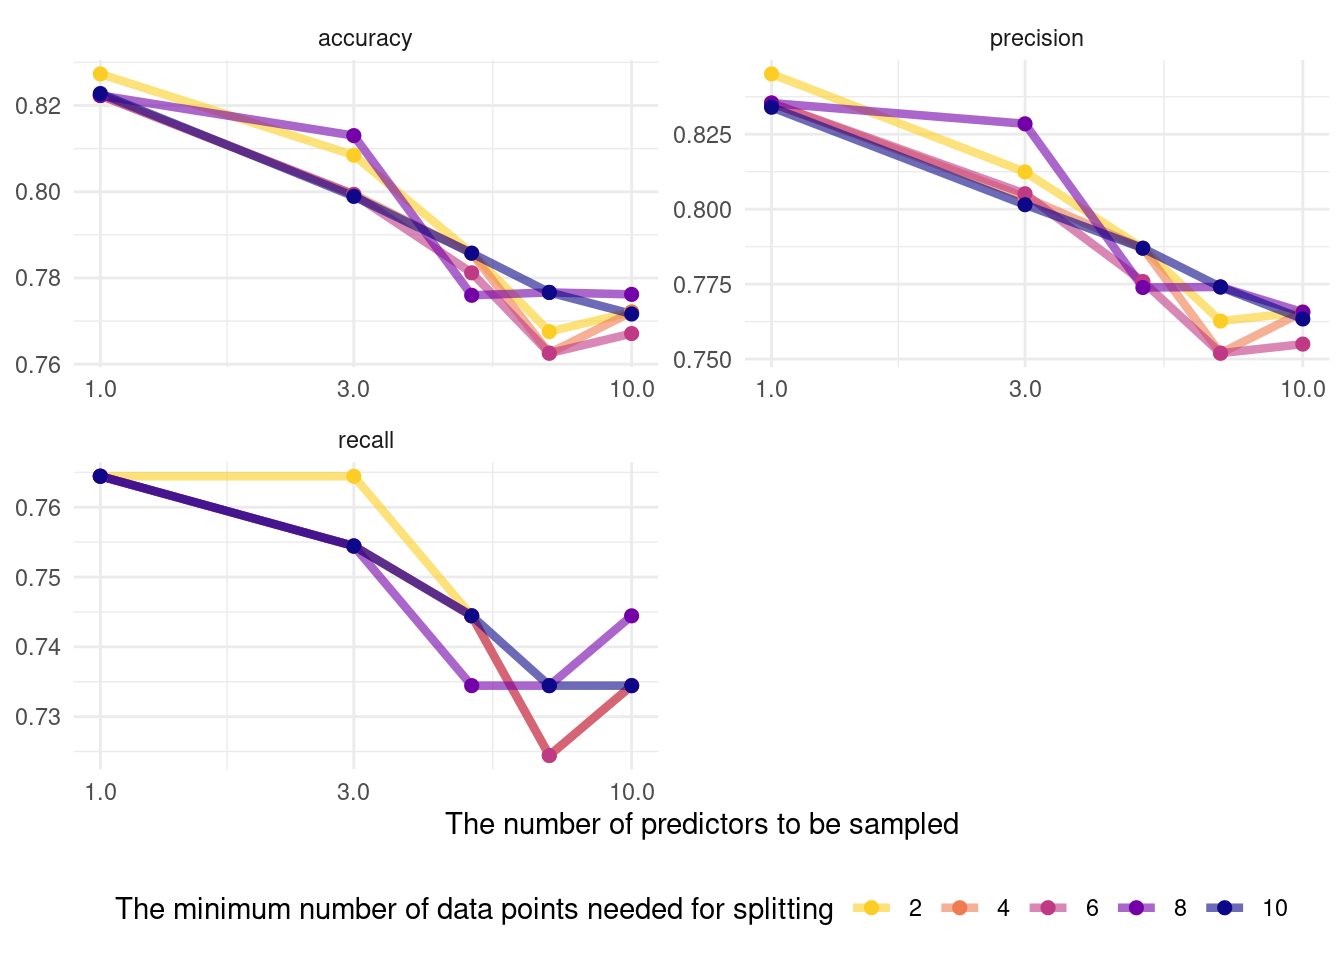 accuracy
precision
0.82
0.80
0.78
0.76
1.0 3.0 10.0
0.825
0.800
0.775
0.750
1.0 3.0 10.0
recall
0.76
0.75
0.74
0.73
1.0 3.0 10.0
The number of predictors to be sampled
The minimum number of data points needed for splitting 2 4 6 8 10